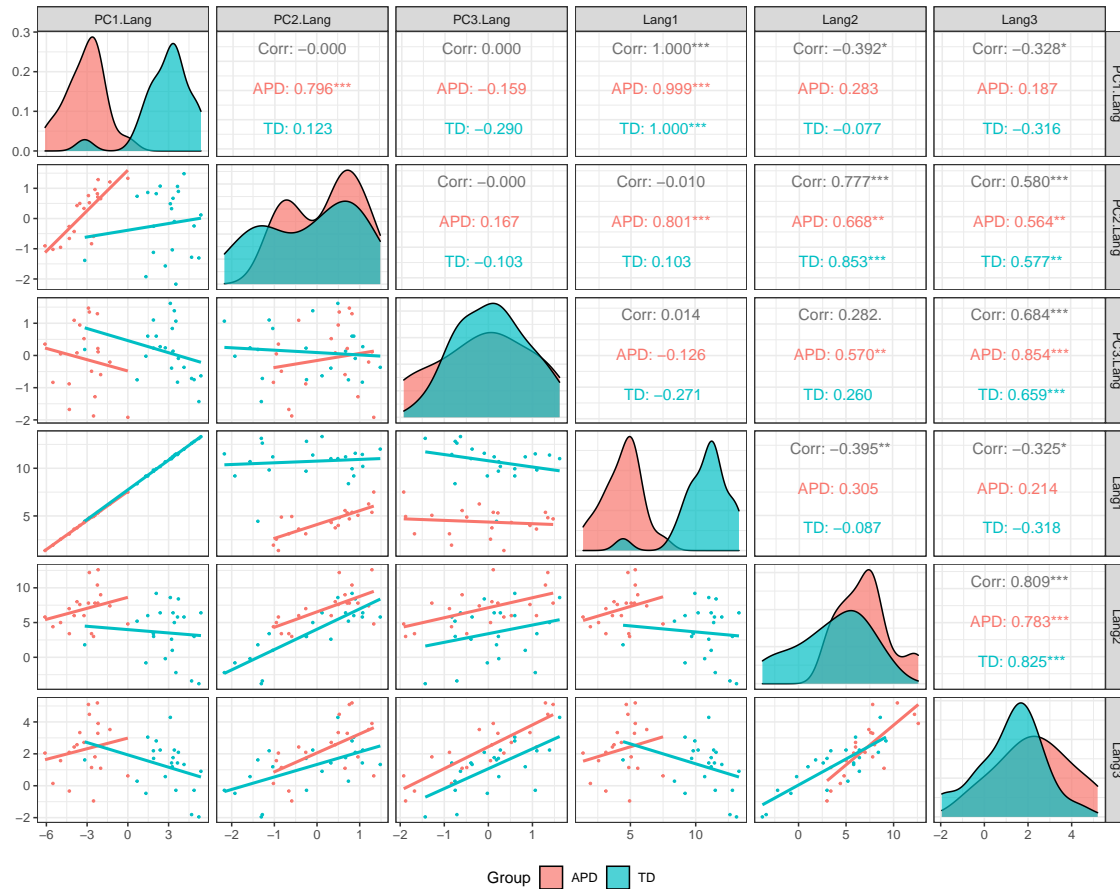 PC1.Lang PC2.Lang PC3.Lang Lang1 Lang2 Lang3
0.3
0.2
0.1
0.0
Corr: −0.000 Corr: 0.000 Corr: 1.000*** Corr: −0.392* Corr: −0.328*
APD: 0.796*** APD: −0.159 APD: 0.999*** APD: 0.283 APD: 0.187
TD: 0.123 TD: −0.290 TD: 1.000*** TD: −0.077 TD: −0.316
PC1.Lang
1
0
−1
−2
Corr: −0.000 Corr: −0.010 Corr: 0.777*** Corr: 0.580***
APD: 0.167 APD: 0.801*** APD: 0.668** APD: 0.564**
TD: −0.103 TD: 0.103 TD: 0.853*** TD: 0.577**
PC2.Lang
1
0
−1
−2
Corr: 0.014 Corr: 0.282. Corr: 0.684***
APD: −0.126 APD: 0.570** APD: 0.854***
TD: −0.271 TD: 0.260 TD: 0.659***
PC3.Lang
10
5
Corr: −0.395** Corr: −0.325*
APD: 0.305 APD: 0.214
TD: −0.087 TD: −0.318
Lang1
10
5
0
Corr: 0.809***
APD: 0.783***
TD: 0.825***
Lang2
4
2
0
−2
Lang3
−6 −3 0 3 −2 −1 0 1 −2 −1 0 1 5 10 0 5 10 −2 0 2 4
Group APD TD